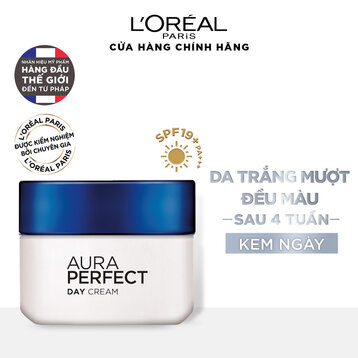 L'ORÉAL
PARIS
CỬA HÀNG CHÍNH HÃNG
NHÃN HIỆU MỸ PHẨM
HÀNG ĐẦU
THẾ GIỚI
ĐẾN TỪ PHÁP
L'ORÉAL PARIS
ĐƯỢC KIỂM NGHIỆM
BỞI CHUYÊN GIA
L'ORÉAL PARIS
SPF19+
PA+++
DA TRẮNG MƯỢT
ĐỀU MÀU
SAU 4 TUẦN
KEM NGÀY
AURA
PERFECT
DAY CREAM